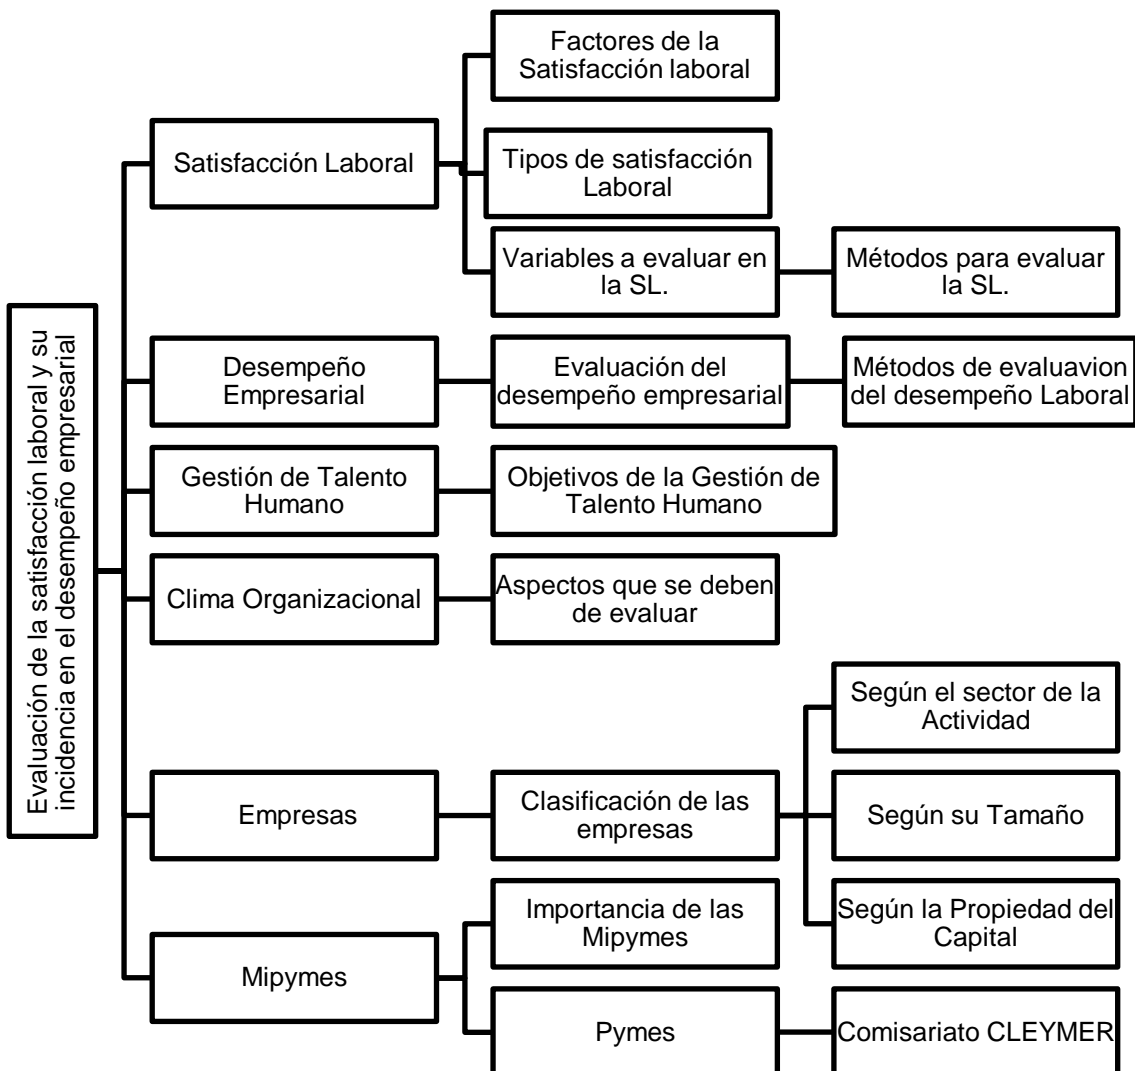 Evaluación de la satisfacción laboral y su
incidencia en el desempeño empresarial
Satisfacción Laboral
Factores de la
Satisfacción laboral
Tipos de satisfacción
Laboral
Variables a evaluar en
la SL.
Métodos para evaluar
la SL.
Desempeño
Empresarial
Evaluación del
desempeño empresarial
Métodos de evaluavion
del desempeño Laboral
Gestión de Talento
Humano
Objetivos de la Gestión de
Talento Humano
Clima Organizacional
Aspectos que se deben
de evaluar
Empresas
Clasificación de las
empresas
Según el sector de la
Actividad
Según su Tamaño
Según la Propiedad del
Capital
Mipymes
Importancia de las
Mipymes
Pymes
Comisariato CLEYMER